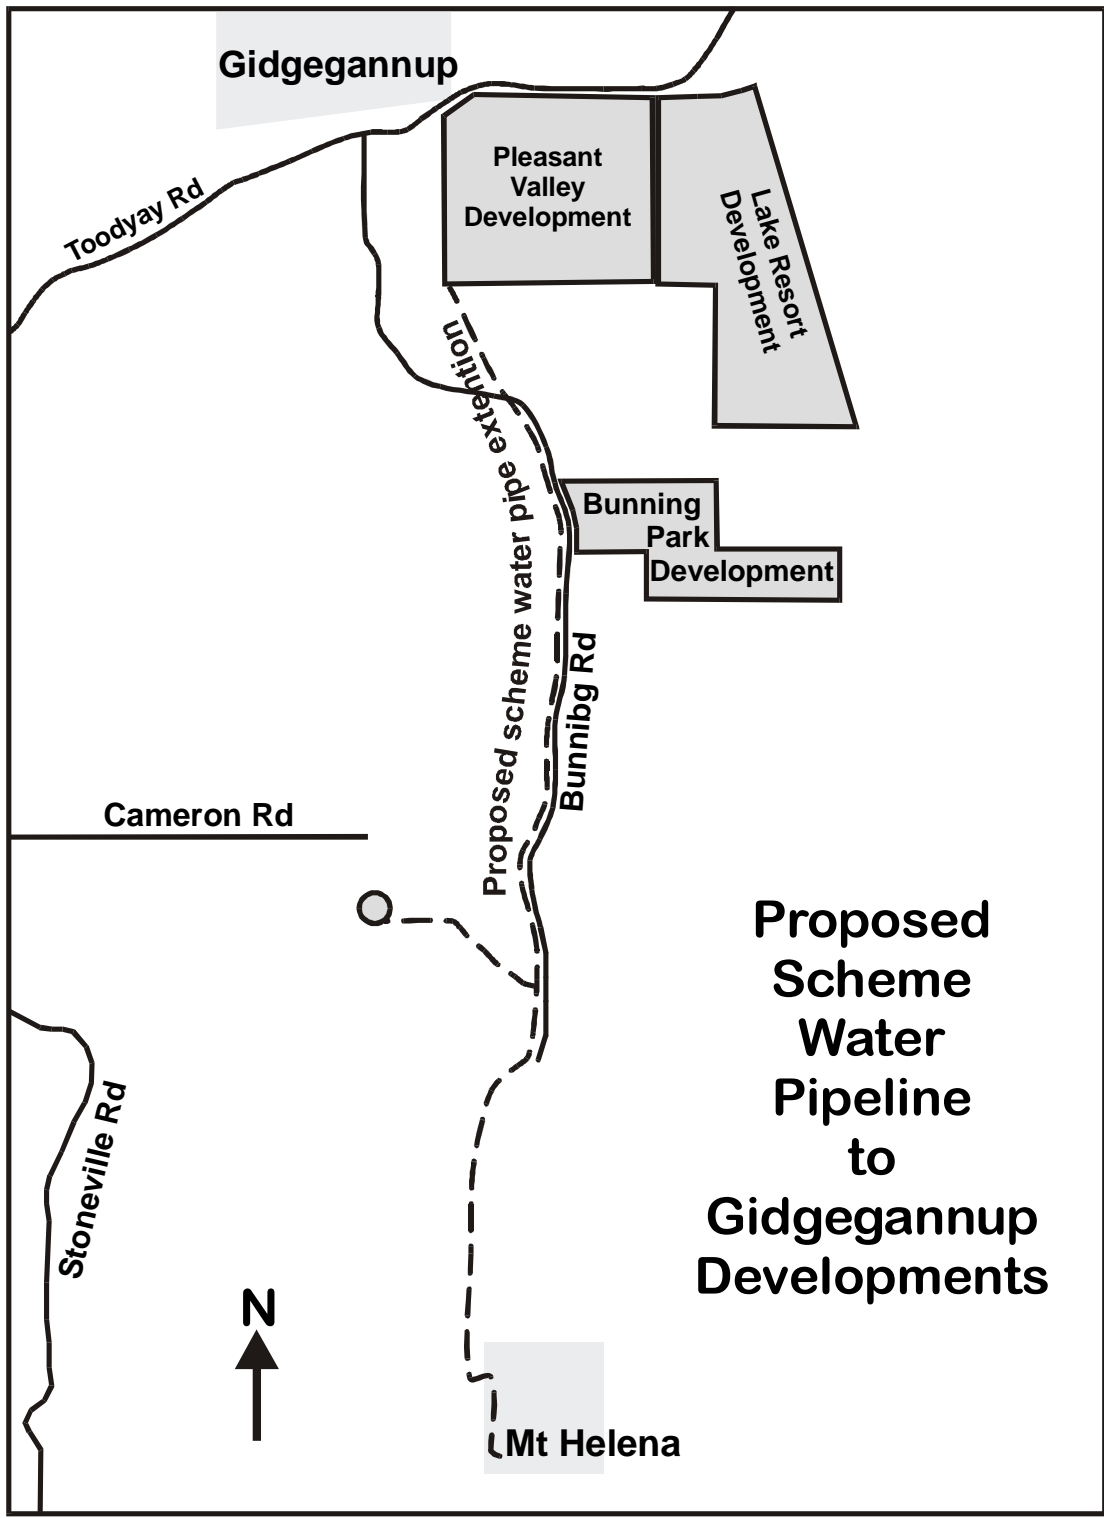 Gidgegannup
Toodyay Rd
Pleasant
Valley
Development
Lake Resort
Development
Proposed scheme water pipe extention
Bunning
Park
Development
Bunnibg Rd
Cameron Rd
Stoneville Rd
Proposed
Scheme
Water
Pipeline
to
Gidgegannup
Developments
N
Mt Helena